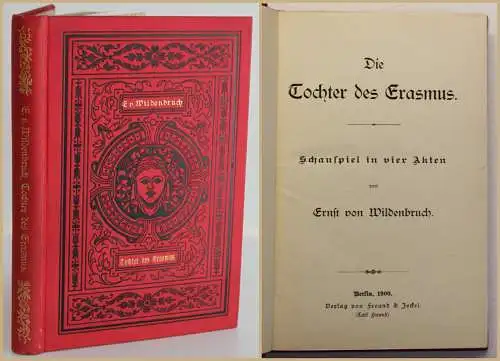 E. v. Wildenbruch, Tochter des Erasmus.
E. v. Wildenbruch
Tochter des Erasmus.
Die
Tochter des Erasmus.
Schauspiel in vier Akten
von
Ernst von Wildenbruch.
Berlin, 1900.
Verlag von Freund & Jeckel.
(Carl Freund.)